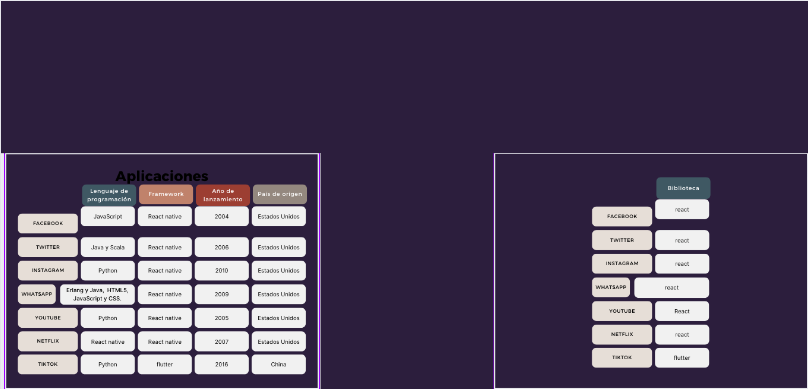 Aplicaciones
Lenguaje de programación Framework Año de lanzamiento País de origen
FACEBOOK JavaScript React native 2004 Estados Unidos
TWITTER Java y Scala React native 2006 Estados Unidos
INSTAGRAM Python React native 2010 Estados Unidos
WHATSAPP Erlang y Java, HTML5, JavaScript y CSS. React native 2009 Estados Unidos
YOUTUBE Python React native 2005 Estados Unidos
NETFLIX React native React native 2007 Estados Unidos
TIKTOK Python flutter 2016 China
Biblioteca
FACEBOOK react
TWITTER react
INSTAGRAM react
WHATSAPP react
YOUTUBE React
NETFLIX react
TIKTOK flutter